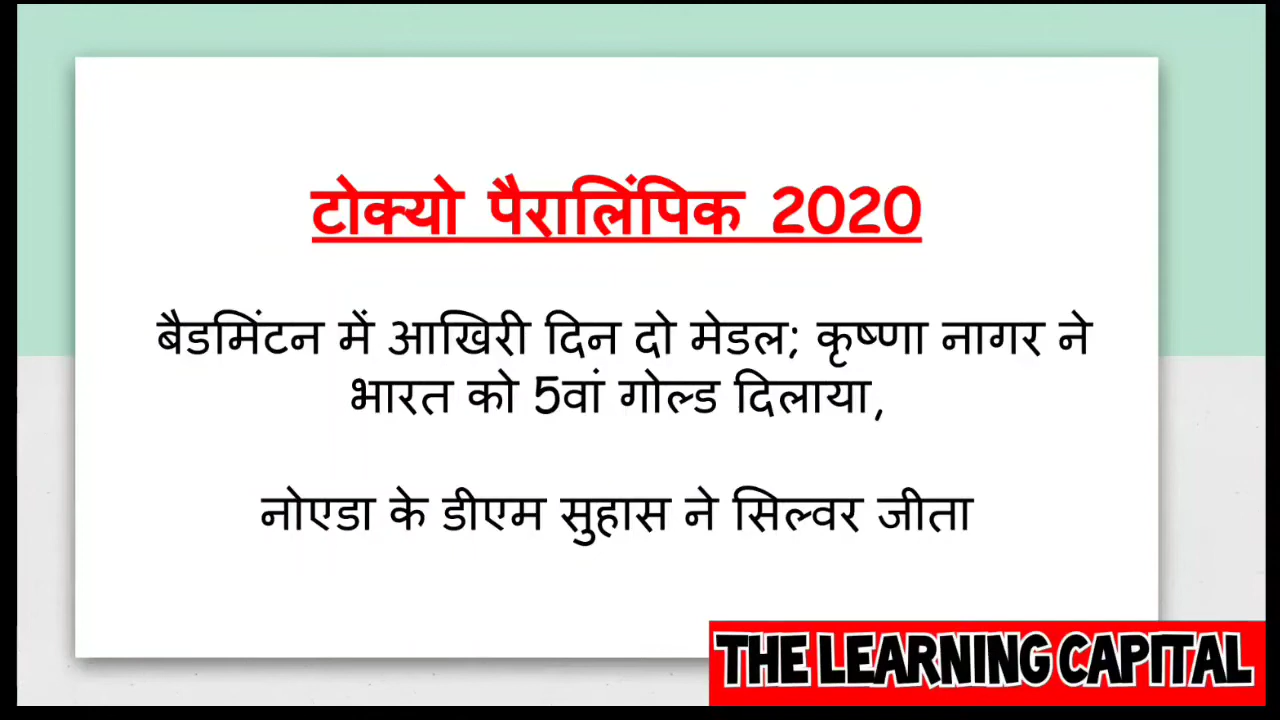 टोक्यो पैरालिंपिक 2020
बैडमिंटन में आखिरी दिन दो मेडल; कृष्णा नागर ने
भारत को 5वां गोल्ड दिलाया,
नोएडा के डीएम सुहास ने सिल्वर जीता
THE LEARNING CAPITAL